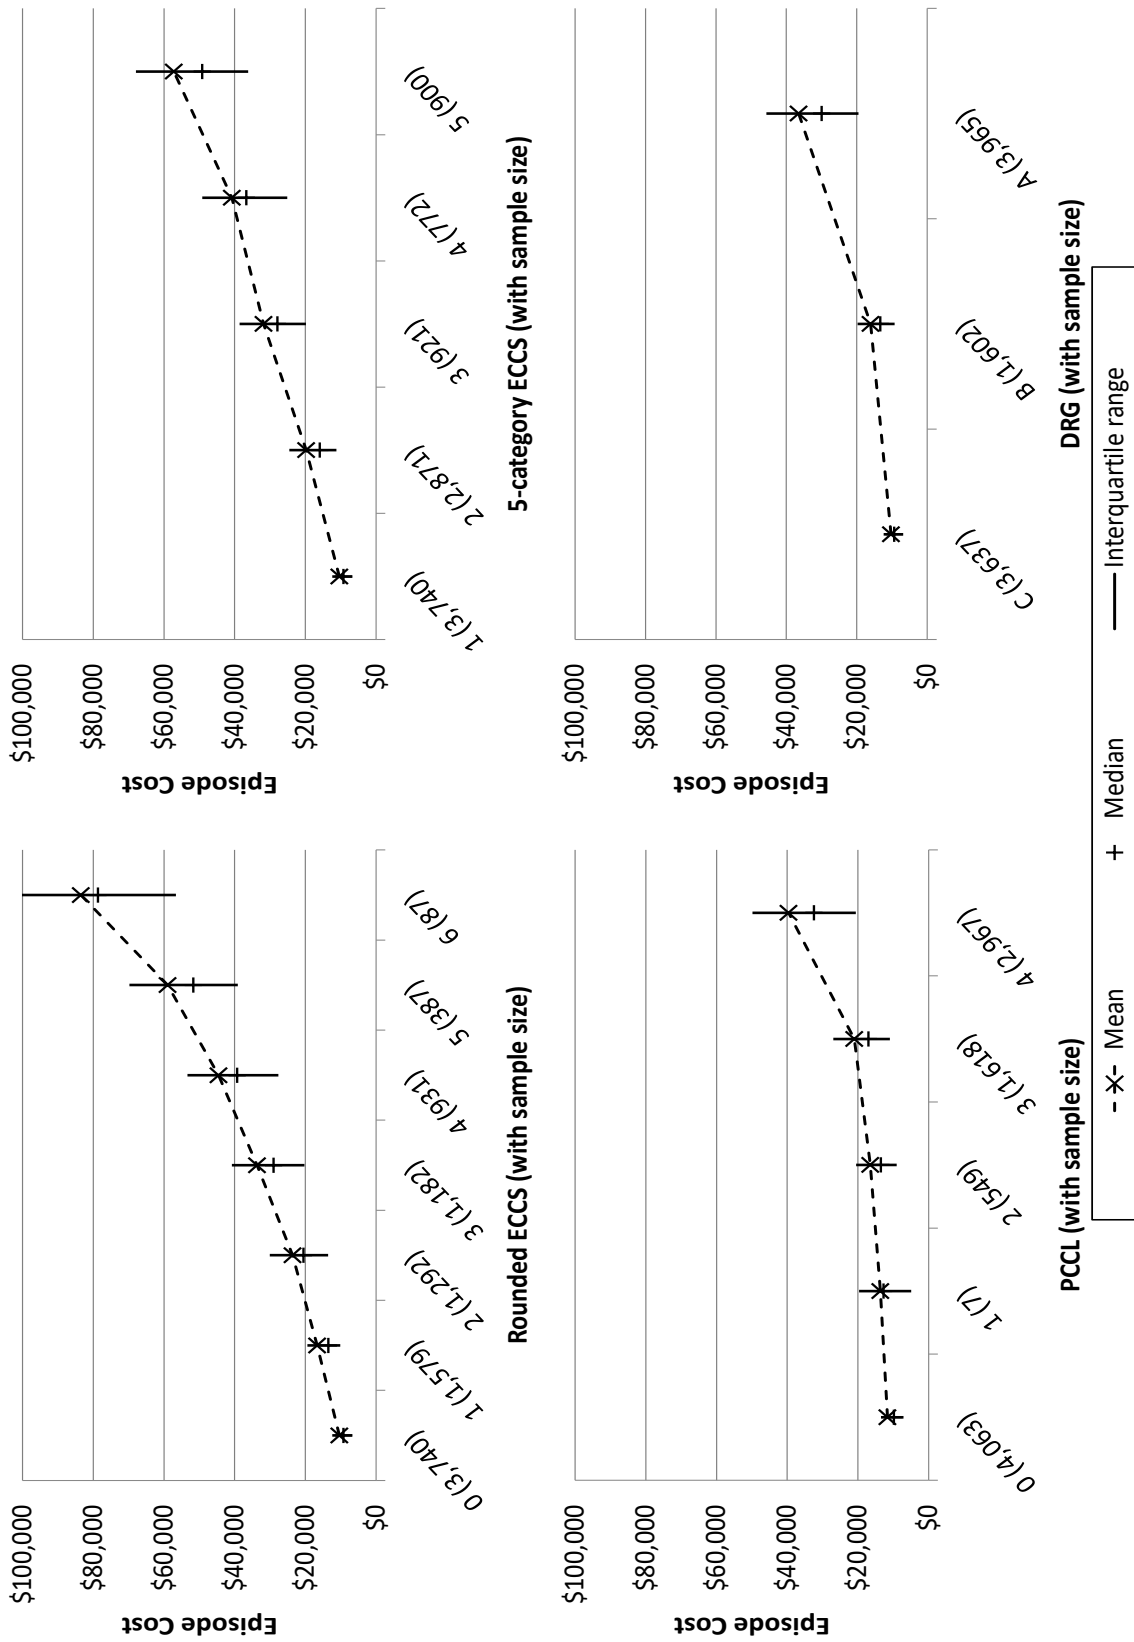 $100,000
$80,000
$60,000
$40,000
$20,000
$0
Episode Cost
0 (3,740)
1 (1,579)
2 (1,292)
3 (1,182)
4 (931)
5 (387)
6 (87)
Rounded ECCS (with sample size)
$100,000
$80,000
$60,000
$40,000
$20,000
$0
Episode Cost
1 (3,740)
2 (2,871)
3 (921)
4 (772)
5 (900)
5-category ECCS (with sample size)
$100,000
$80,000
$60,000
$40,000
$20,000
$0
Episode Cost
0 (4,063)
1 (7)
2 (549)
3 (1,618)
4 (2,967)
PCCL (with sample size)
$100,000
$80,000
$60,000
$40,000
$20,000
$0
Episode Cost
C (3,637)
B (1,602)
A (3,965)
DRG (with sample size)
Mean
Median
Interquartile range